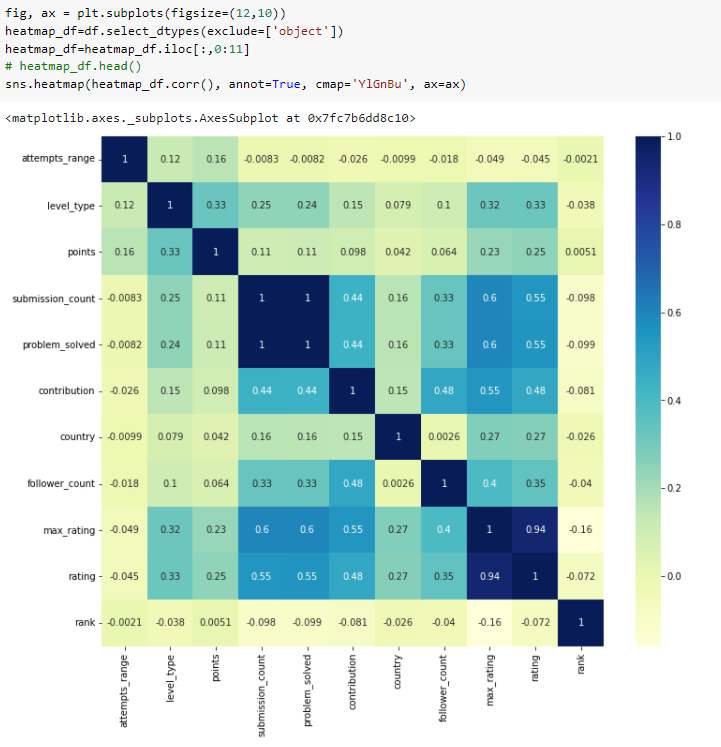 fig, ax = plt.subplots(figsize=(12,10))
heatmap_df=df.select_dtypes(exclude=['object'])
heatmap_df=heatmap_df.iloc[:,0:11]
# heatmap_df.head()
sns.heatmap(heatmap_df.corr(), annot=True, cmap='YlGnBu', ax=ax)
<matplotlib.axes._subplots.AxesSubplot at 0x7fc7b6dd8c10>
attempts_range 1 0.12 0.16 -0.0083 -0.0082 -0.026 -0.0099 -0.018 -0.049 -0.045 -0.0021
level_type 0.12 1 0.33 0.25 0.24 0.15 0.079 0.1 0.32 0.33 -0.038
points 0.16 0.33 1 0.11 0.11 0.098 0.042 0.064 0.23 0.25 0.0051
submission_count -0.0083 0.25 0.11 1 1 0.44 0.16 0.33 0.6 0.55 -0.098
problem_solved -0.0082 0.24 0.11 1 1 0.44 0.16 0.33 0.6 0.55 -0.099
contribution -0.026 0.15 0.098 0.44 0.44 1 0.15 0.48 0.55 0.48 -0.081
country -0.0099 0.079 0.042 0.16 0.16 0.15 1 0.0026 0.27 0.27 -0.026
follower_count -0.018 0.1 0.064 0.33 0.33 0.48 0.0026 1 0.4 0.35 -0.04
max_rating -0.049 0.32 0.23 0.6 0.6 0.55 0.27 0.4 1 0.94 -0.16
rating -0.045 0.33 0.25 0.55 0.55 0.48 0.27 0.35 0.94 1 -0.072
rank -0.0021 -0.038 0.0051 -0.098 -0.099 -0.081 -0.026 -0.04 -0.16 -0.072 1
attempts_range
level_type
points
submission_count
problem_solved
contribution
country
follower_count
max_rating
rating
rank
1.0
0.8
0.6
0.4
0.2
0.0